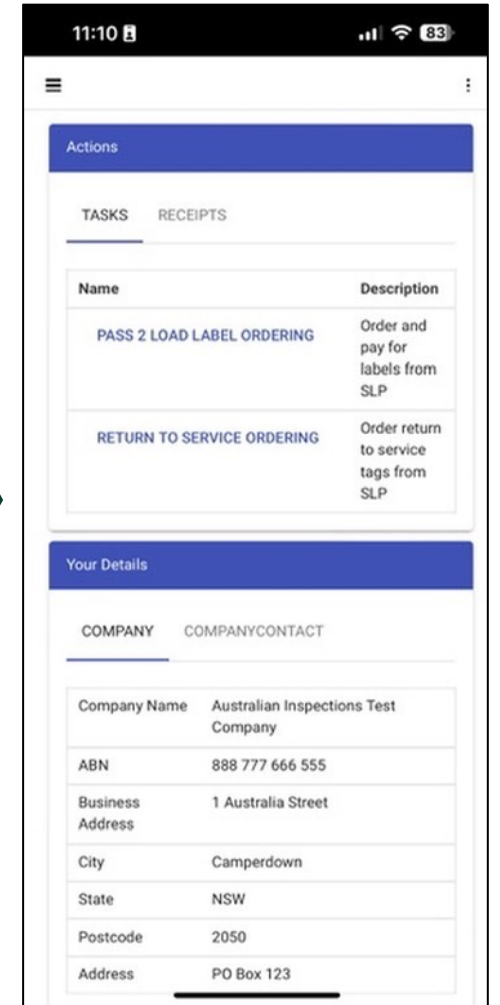 11:10
83
Actions
TASKS RECEIPTS
Name Description
PASS 2 LOAD LABEL ORDERING Order and
pay for
labels from
SLP
RETURN TO SERVICE ORDERING Order return
to service
tags from
SLP
Your Details
COMPANY COMPANYCONTACT
Company Name Australian Inspections Test
Company
ABN 888 777 666 555
Business 1 Australia Street
Address
City Camperdown
State NSW
Postcode 2050
Address PO Box 123